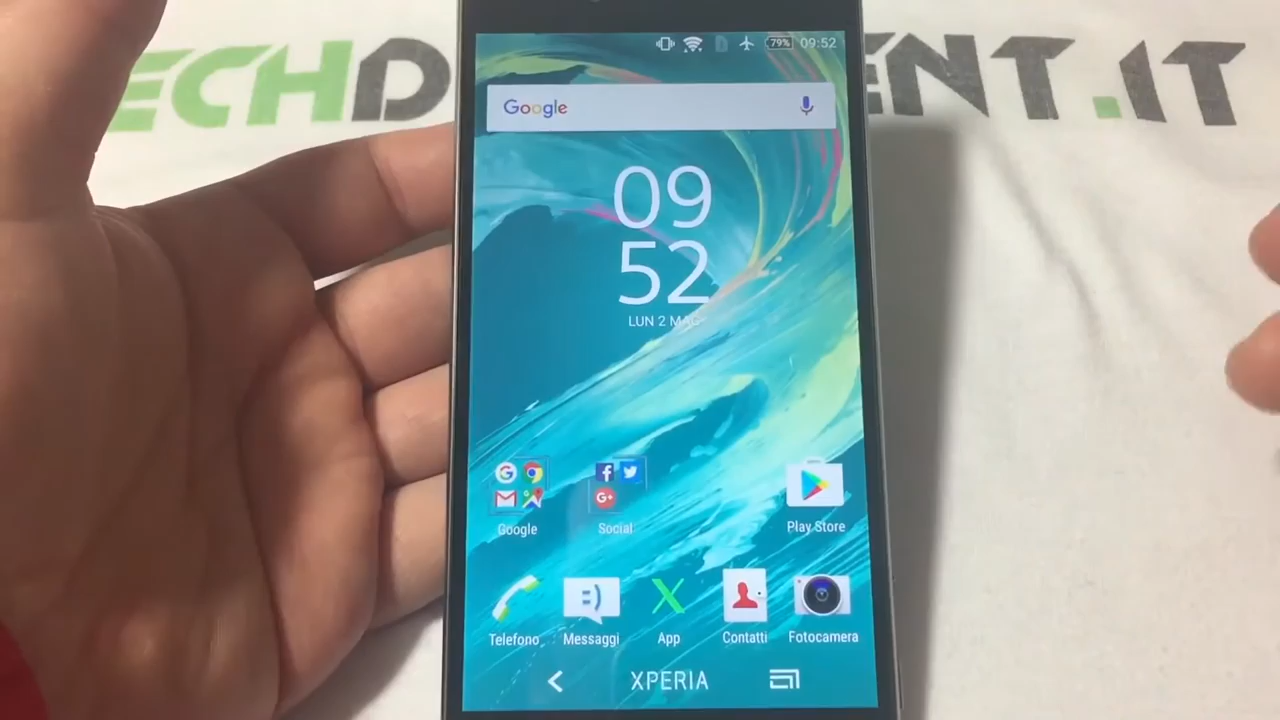 ECHD ENT.IT
79% 09:52
Google
09
52
LUN 2 MAG
Google Social Play Store
Telefono Messaggi App Contatti Fotocamera
XPERIA